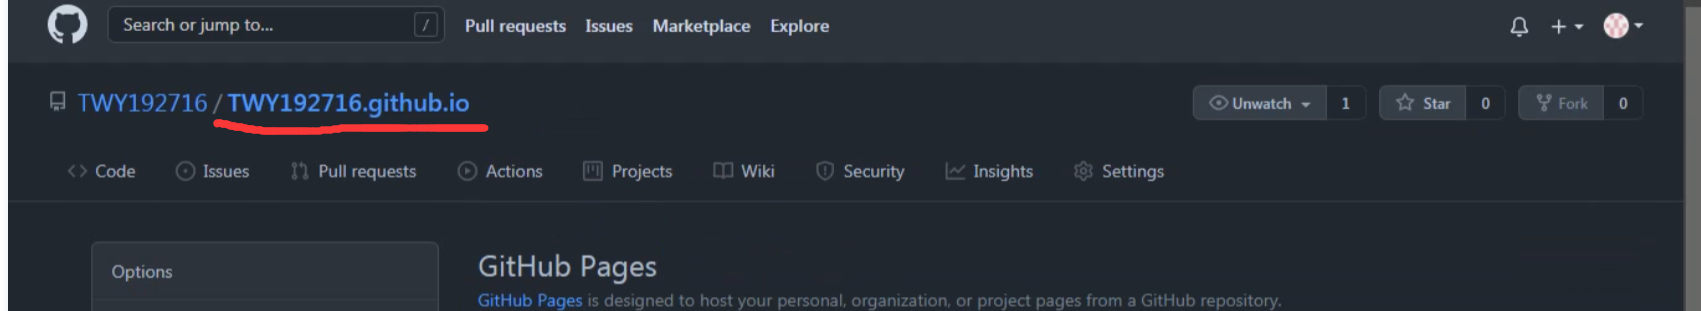 Search or jump to... / Pull requests Issues Marketplace Explore
TWY192716 / TWY192716.github.io Unwatch 1 Star 0 Fork 0
Code Issues Pull requests Actions Projects Wiki Security Insights Settings
Options
GitHub Pages
GitHub Pages is designed to host your personal, organization, or project pages from a GitHub repository.